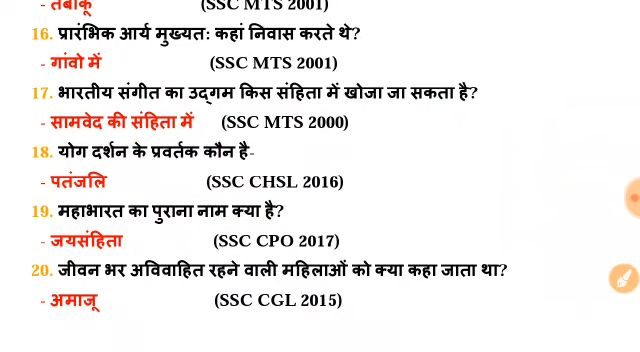 - तंबाकू (SSC MTS 2001)
16. प्रारंभिक आर्य मुख्यतः कहां निवास करते थे?
- गांवो में (SSC MTS 2001)
17. भारतीय संगीत का उद्गम किस संहिता में खोजा जा सकता है?
- सामवेद की संहिता में (SSC MTS 2000)
18. योग दर्शन के प्रवर्तक कौन है-
- पतंजलि (SSC CHSL 2016)
19. महाभारत का पुराना नाम क्या है?
- जयसंहिता (SSC CPO 2017)
20. जीवन भर अविवाहित रहने वाली महिलाओं को क्या कहा जाता था?
- अमाजू (SSC CGL 2015)